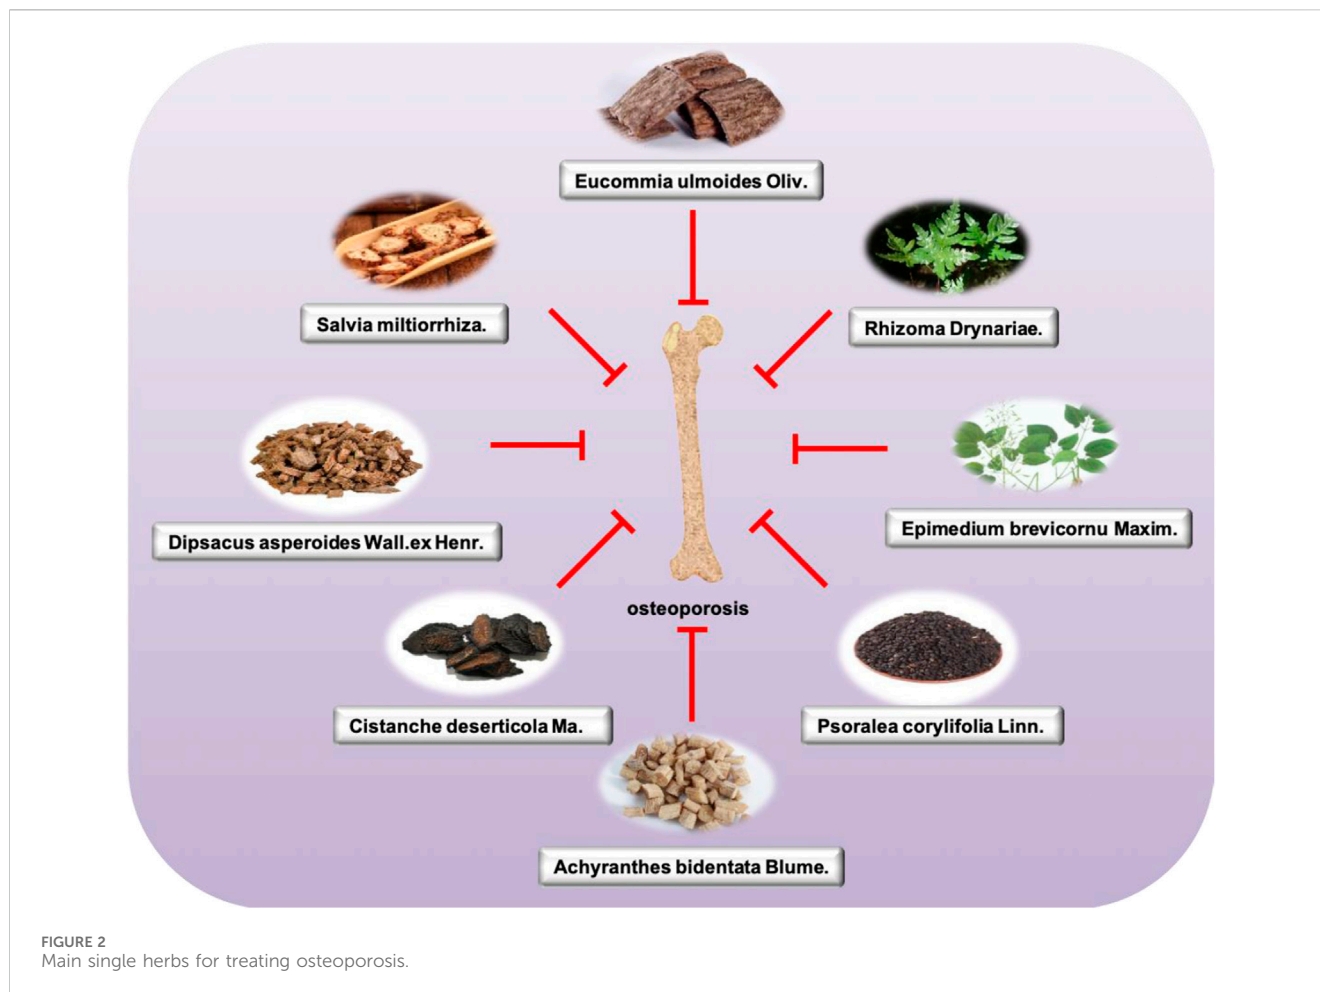 Eucommia ulmoides Oliv.
Salvia miltiorrhiza.
Rhizoma Drynariae.
Dipsacus asperoides Wall.ex Henr.
Epimedium brevicornu Maxim.
osteoporosis
Cistanche deserticola Ma.
Psoralea corylifolia Linn.
Achyranthes bidentata Blume.
FIGURE 2
Main single herbs for treating osteoporosis.